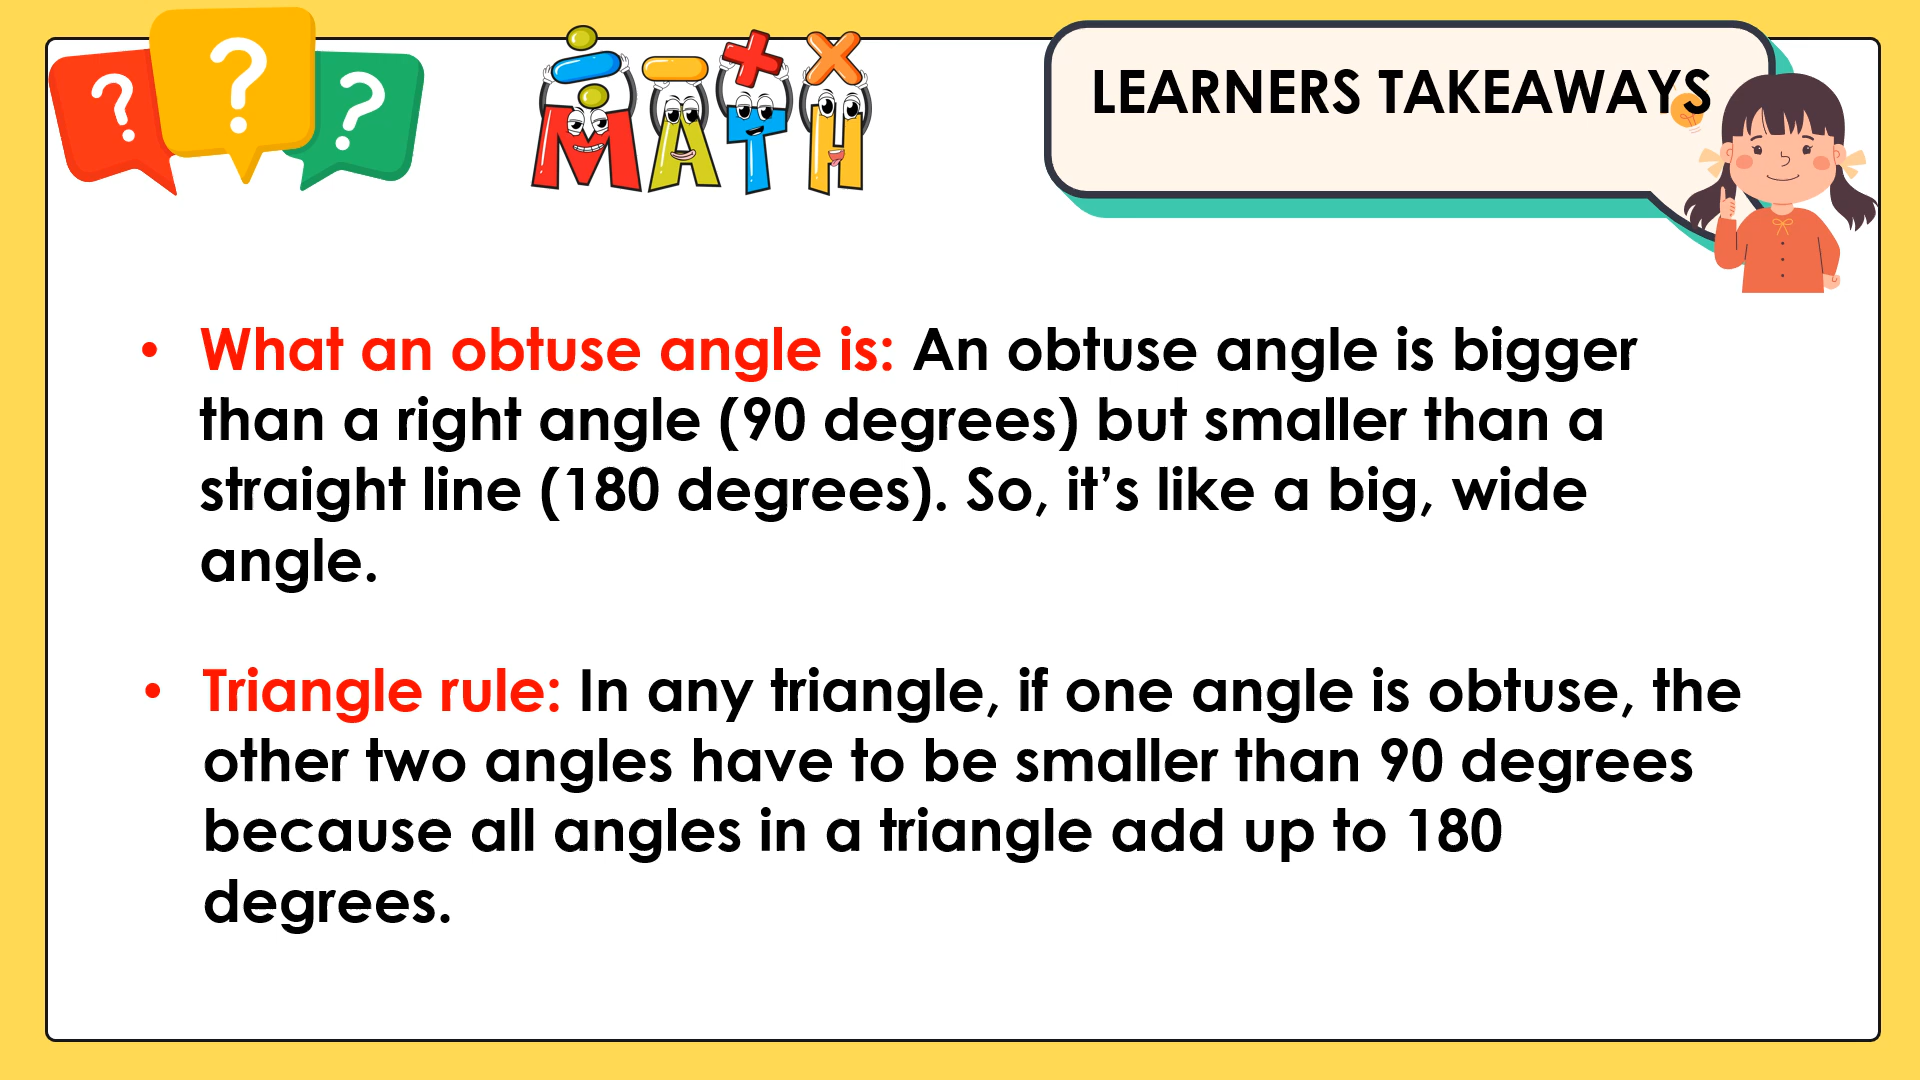 ? ? ?
MATH
LEARNERS TAKEAWAYS
• What an obtuse angle is: An obtuse angle is bigger
than a right angle (90 degrees) but smaller than a
straight line (180 degrees). So, it’s like a big, wide
angle.
• Triangle rule: In any triangle, if one angle is obtuse, the
other two angles have to be smaller than 90 degrees
because all angles in a triangle add up to 180
degrees.